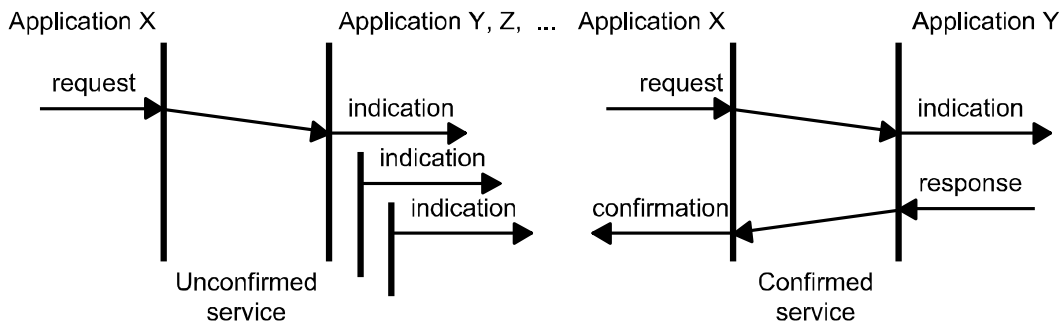 Application X
Application Y, Z, ...
request
indication
indication
indication
Unconfirmed
service
Application X
Application Y
request
indication
response
confirmation
Confirmed
service